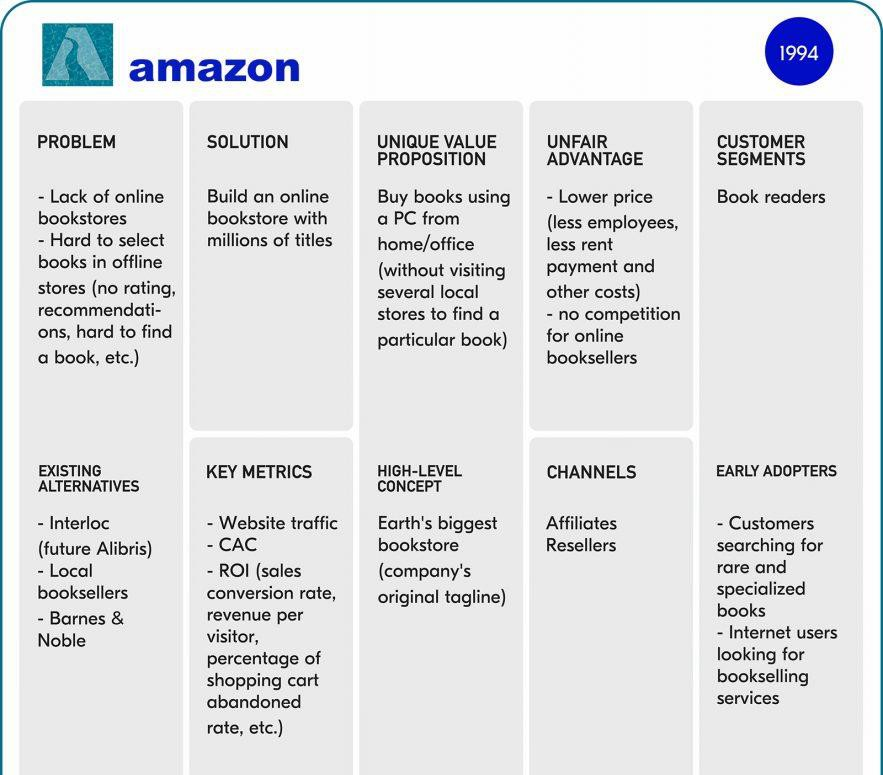 amazon
1994
PROBLEM
- Lack of online
bookstores
- Hard to select
books in offline
stores (no rating,
recommendati-
ons, hard to find
a book, etc.)
EXISTING
ALTERNATIVES
- Interloc
(future Alibris)
- Local
booksellers
- Barnes &
Noble
SOLUTION
Build an online
bookstore with
millions of titles
KEY METRICS
- Website traffic
- CAC
- ROI (sales
conversion rate,
revenue per
visitor,
percentage of
shopping cart
abandoned
rate, etc.)
UNIQUE VALUE
PROPOSITION
Buy books using
a PC from
home/office
(without visiting
several local
stores to find a
particular book)
HIGH-LEVEL
CONCEPT
Earth's biggest
bookstore
(company's
original tagline)
UNFAIR
ADVANTAGE
- Lower price
(less employees,
less rent
payment and
other costs)
- no competition
for online
booksellers
CHANNELS
Affiliates
Resellers
CUSTOMER
SEGMENTS
Book readers
EARLY ADOPTERS
- Customers
searching for
rare and
specialized
books
- Internet users
looking for
bookselling
services